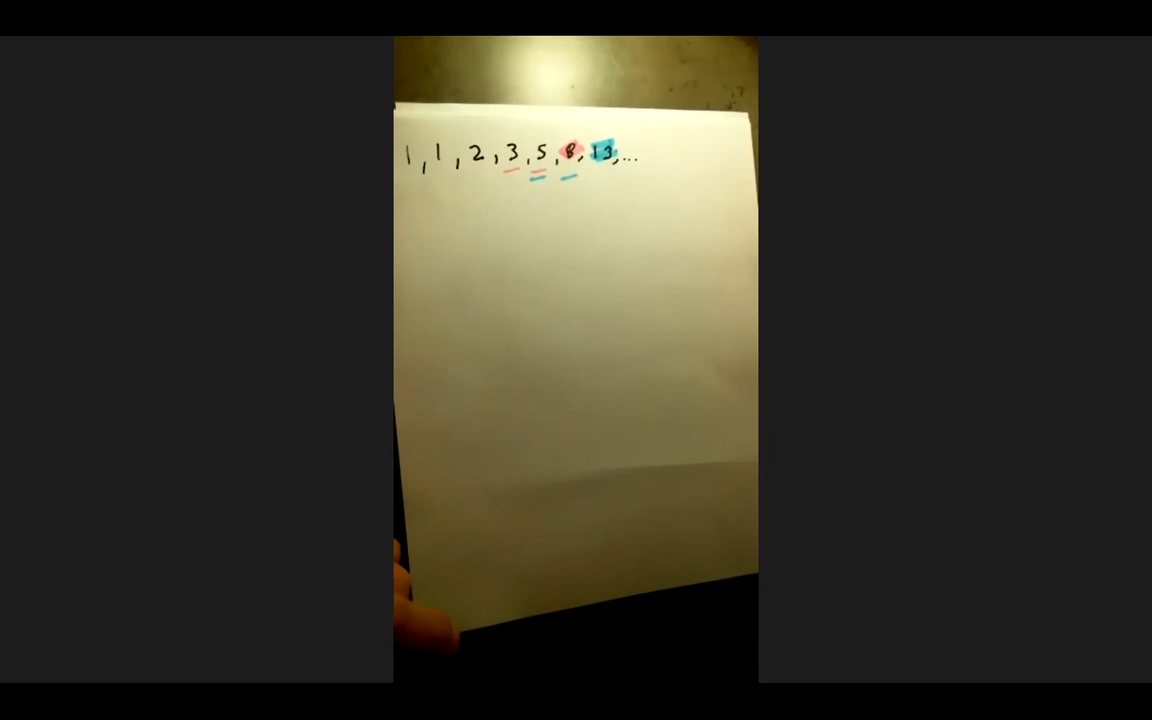 1, 1, 2, 3, 5, 8, 13, ...